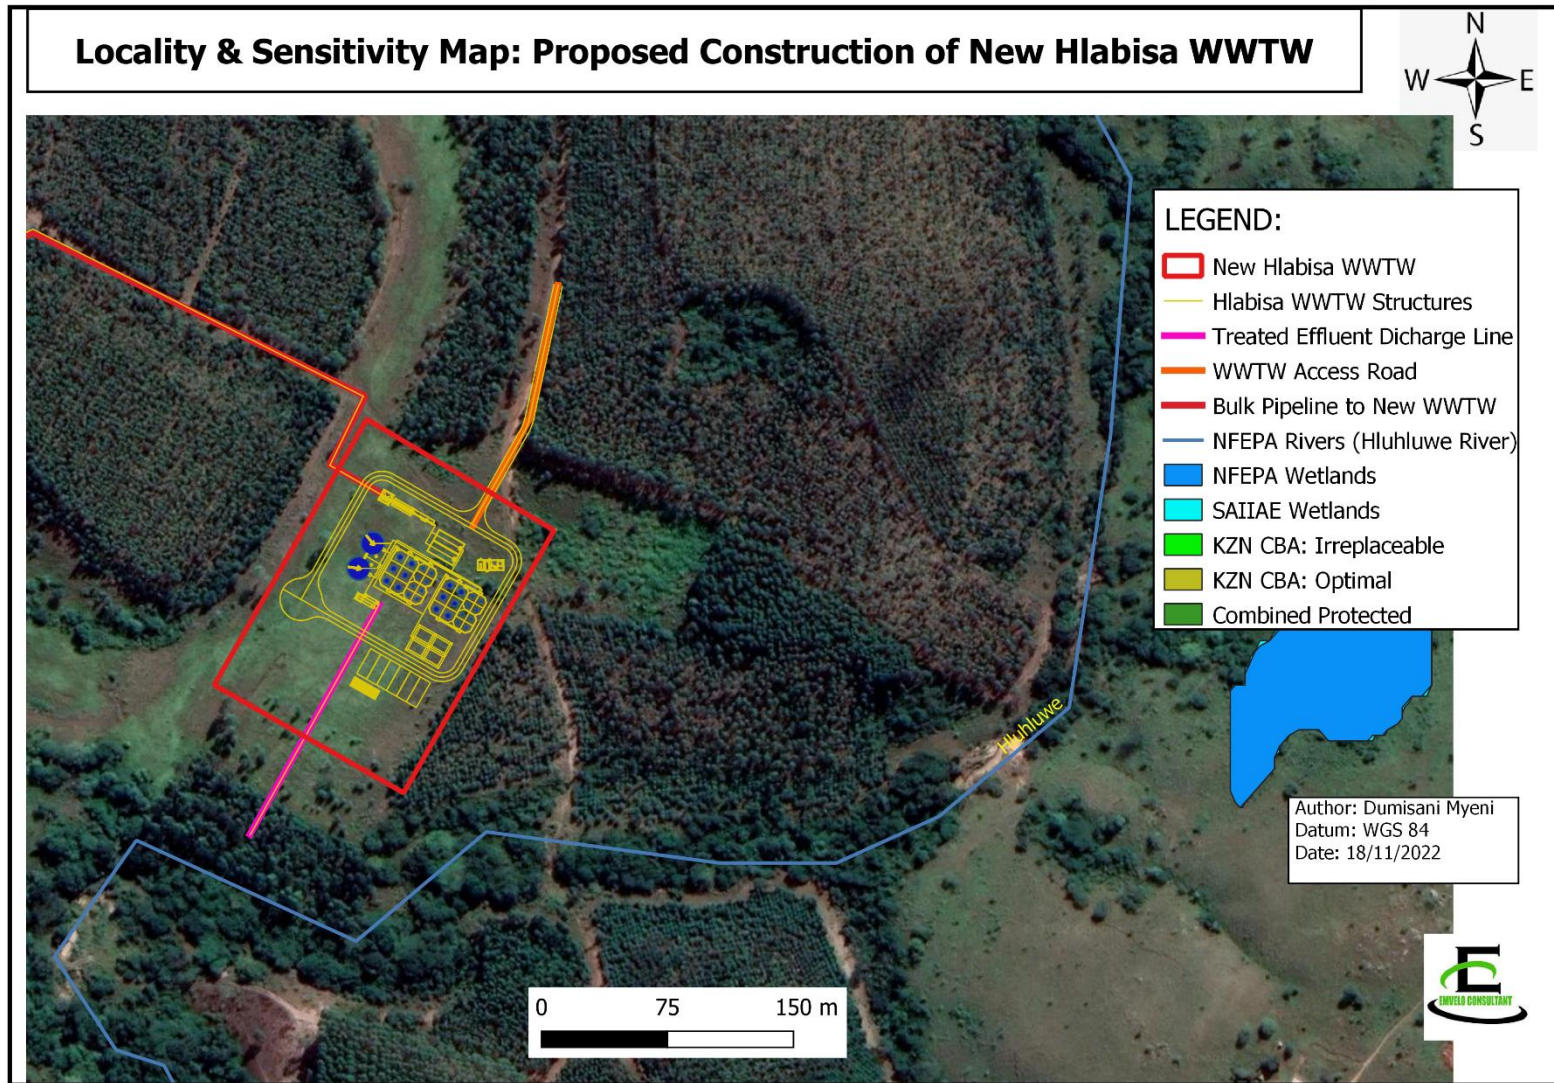 Locality & Sensitivity Map: Proposed Construction of New Hlabisa WWTW
N
W E
S
LEGEND:
New Hlabisa WWTW
Hlabisa WWTW Structures
Treated Effluent Dicharge Line
WWTW Access Road
Bulk Pipeline to New WWTW
NFEPA Rivers (Hluhluwe River)
NFEPA Wetlands
SAIIAE Wetlands
KZN CBA: Irreplaceable
KZN CBA: Optimal
Combined Protected
Hluhluwe
Author: Dumisani Myeni
Datum: WGS 84
Date: 18/11/2022
0 75 150 m
E
EMVELO CONSULTANT